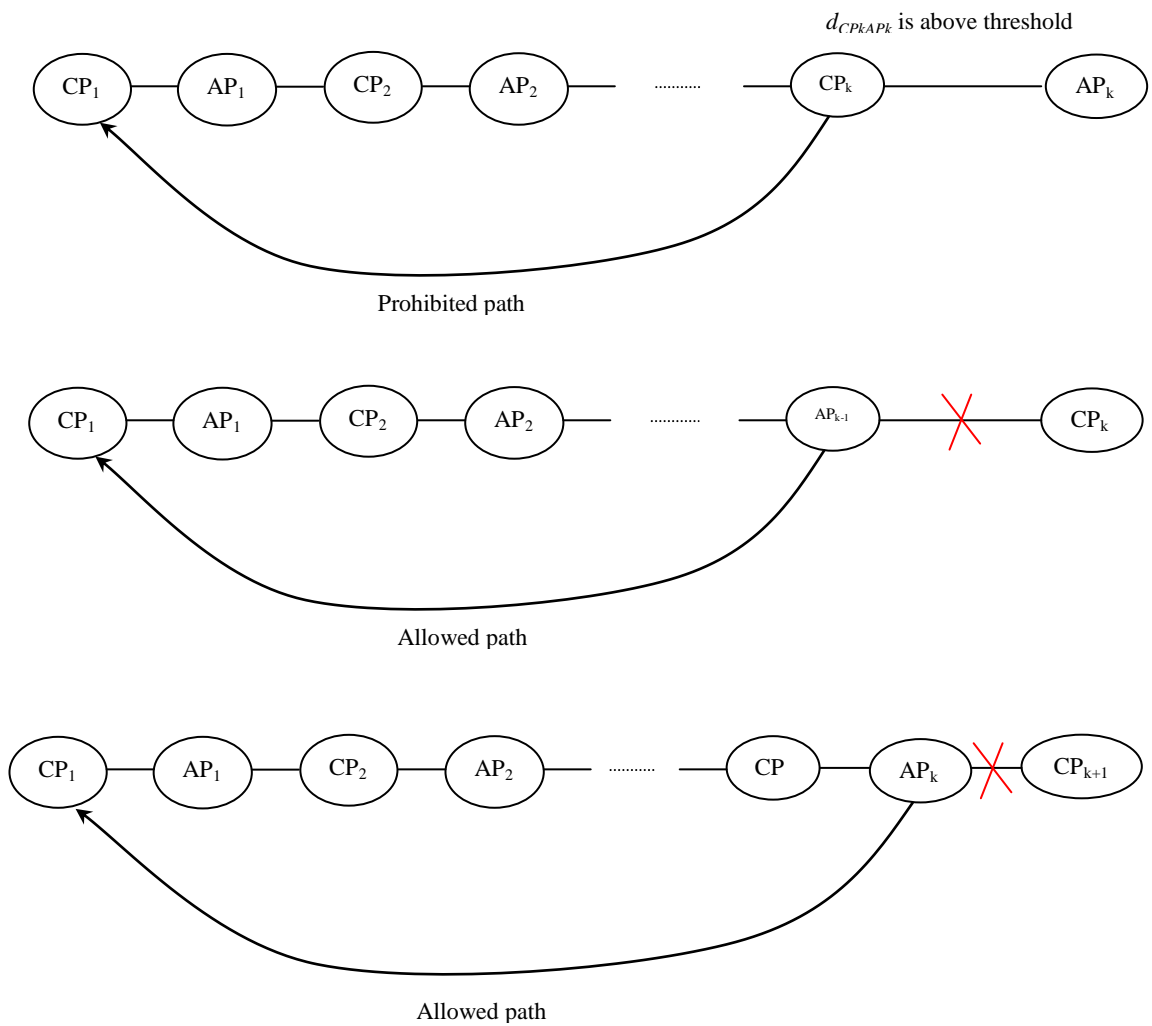 d_CPkAPk is above threshold
CP₁ AP₁ CP₂ AP₂ ........... CPₖ APₖ
Prohibited path
CP₁ AP₁ CP₂ AP₂ ............ APₖ₋₁ CPₖ
Allowed path
CP₁ AP₁ CP₂ AP₂ ........... CP APₖ CPₖ₊₁
Allowed path